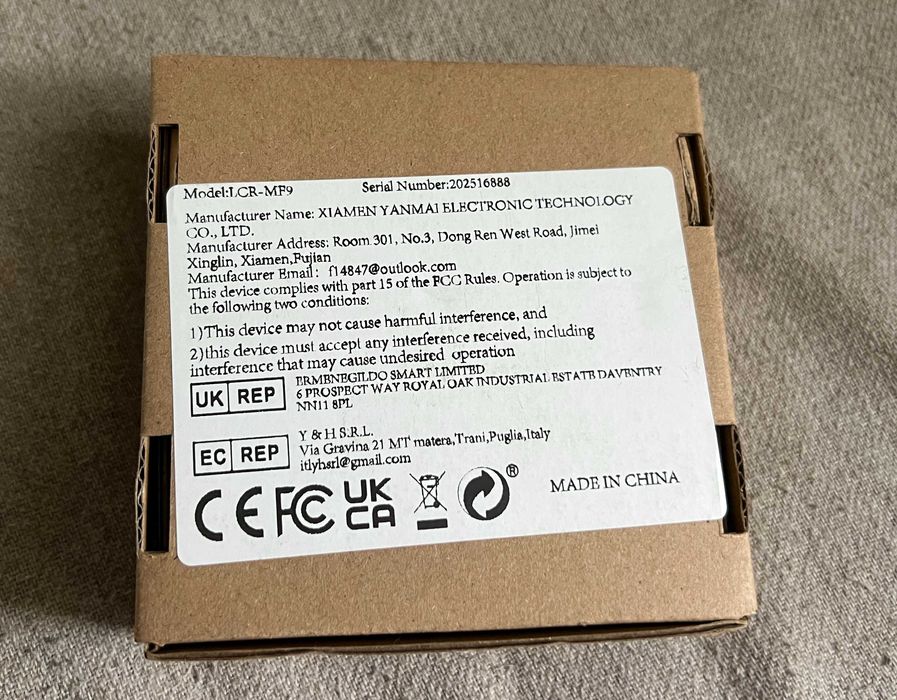 Model:LCR-MF9 Serial Number:202516888
Manufacturer Name: XIAMEN YANMAI ELECTRONIC TECHNOLOGY
CO., LTD.
Manufacturer Address: Room 301, No.3, Dong Ren West Road, Jimei
Xinglin, Xiamen,Fujian
Manufacturer Email: f14847@outlook.com
This device complies with part 15 of the FCC Rules. Operation is subject to
the following two conditions:
1)This device may not cause harmful interference, and
2)this device must accept any interference received, including
interference that may cause undesired operation
UK REP
ERMENEGILDO SMART LIMITED
6 PROSPECT WAY ROYAL OAK INDUSTRIAL ESTATE DAVENTRY
NN11 8PL
EC REP
Y & H S.R.L.
Via Gravina 21 MT matera,Trani,Puglia,Italy
itlyhsrl@gmail.com
CE FC UK CA ®
MADE IN CHINA